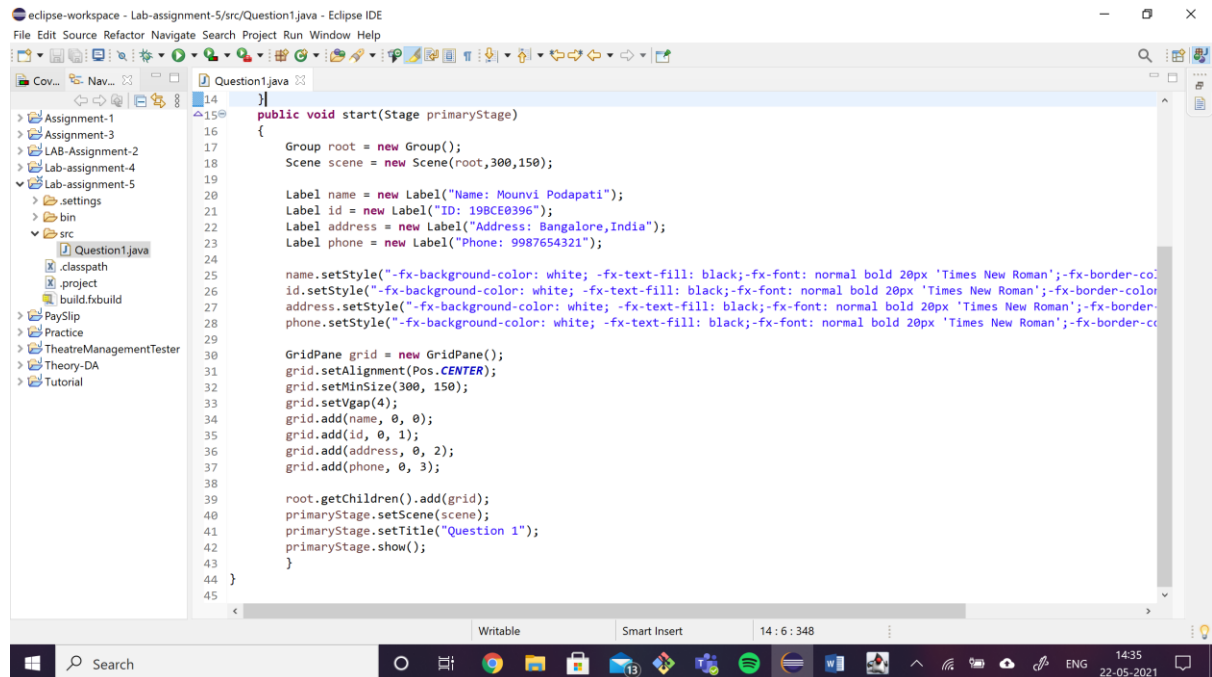 eclipse-workspace - Lab-assignment-5/src/Question1.java - Eclipse IDE
File Edit Source Refactor Navigate Search Project Run Window Help
Cov... Nav... Question1.java
Assignment-1
Assignment-3
LAB-Assignment-2
Lab-assignment-4
Lab-assignment-5
.settings
bin
src
Question1.java
.classpath
.project
build.fxbuild
PaySlip
Practice
TheatreManagementTester
Theory-DA
Tutorial
14 }
15 public void start(Stage primaryStage)
16 {
17 Group root = new Group();
18 Scene scene = new Scene(root,300,150);
19
20 Label name = new Label("Name: Mounvi Podapati");
21 Label id = new Label("ID: 19BCE0396");
22 Label address = new Label("Address: Bangalore,India");
23 Label phone = new Label("Phone: 9987654321");
24
25 name.setStyle("-fx-background-color: white; -fx-text-fill: black;-fx-font: normal bold 20px 'Times New Roman';-fx-border-col
26 id.setStyle("-fx-background-color: white; -fx-text-fill: black;-fx-font: normal bold 20px 'Times New Roman';-fx-border-color
27 address.setStyle("-fx-background-color: white; -fx-text-fill: black;-fx-font: normal bold 20px 'Times New Roman';-fx-border-
28 phone.setStyle("-fx-background-color: white; -fx-text-fill: black;-fx-font: normal bold 20px 'Times New Roman';-fx-border-co
29
30 GridPane grid = new GridPane();
31 grid.setAlignment(Pos.CENTER);
32 grid.setMinSize(300, 150);
33 grid.setVgap(4);
34 grid.add(name, 0, 0);
35 grid.add(id, 0, 1);
36 grid.add(address, 0, 2);
37 grid.add(phone, 0, 3);
38
39 root.getChildren().add(grid);
40 primaryStage.setScene(scene);
41 primaryStage.setTitle("Question 1");
42 primaryStage.show();
43 }
44 }
45
Writable Smart Insert 14 : 6 : 348
Search 13 ENG 14:35
22-05-2021